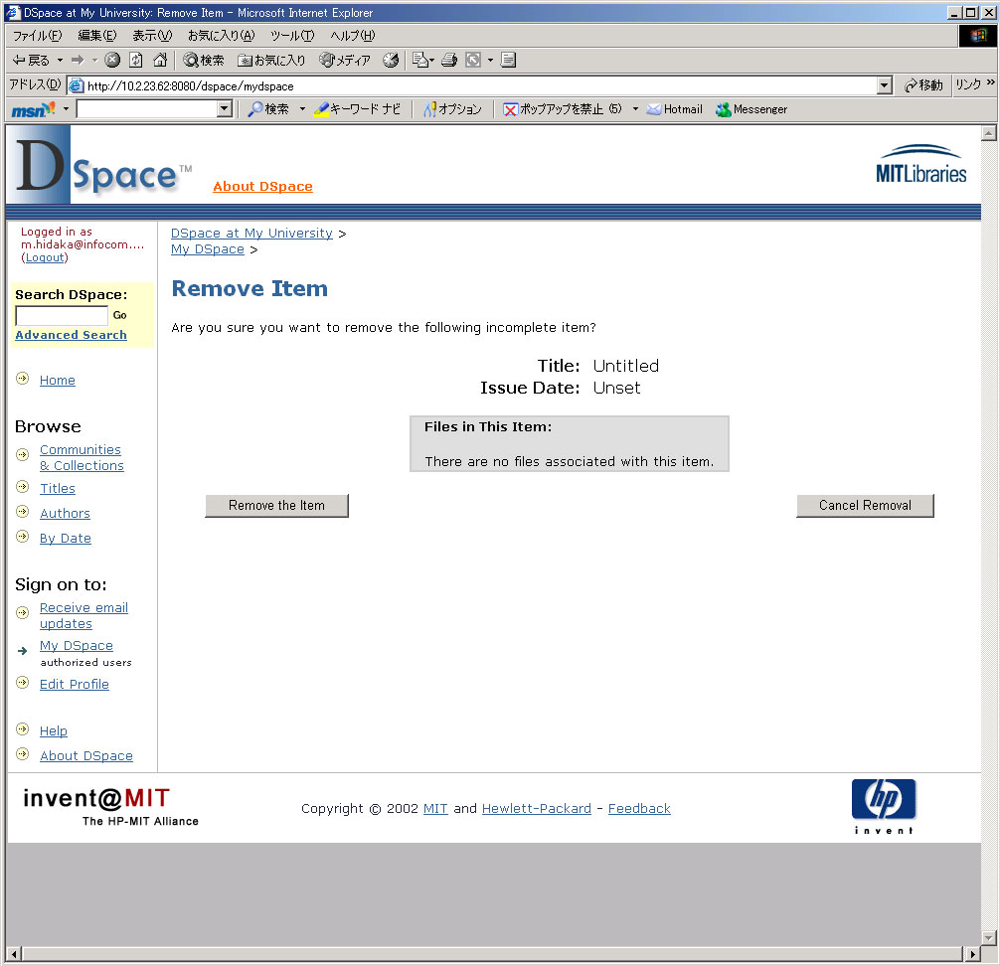 DSpace at My University: Remove Item - Microsoft Internet Explorer
ファイル(F) 編集(E) 表示(V) お気に入り(A) ツール(T) ヘルプ(H)
戻る 検索 お気に入り メディア
アドレス(D) http://10.2.23.62:8080/dspace/mydspace 移動 リンク »
msn 検索 キーワード ナビ オプション ポップアップを禁止 (5) Hotmail Messenger
DSpace™ About DSpace MITLibraries
Logged in as
m.hidaka@infocom....
(Logout)
Search DSpace:
Go
Advanced Search
Home
Browse
Communities
& Collections
Titles
Authors
By Date
Sign on to:
Receive email
updates
My DSpace
authorized users
Edit Profile
Help
About DSpace
DSpace at My University >
My DSpace >
Remove Item
Are you sure you want to remove the following incomplete item?
Title: Untitled
Issue Date: Unset
Files in This Item:
There are no files associated with this item.
Remove the Item Cancel Removal
invent@MIT
The HP-MIT Alliance
Copyright © 2002 MIT and Hewlett-Packard - Feedback
hp
invent